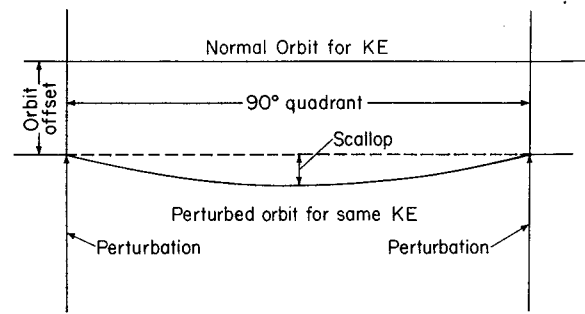 Normal Orbit for KE
Orbit
offset
90° quadrant
Scallop
Perturbed orbit for same KE
Perturbation
Perturbation